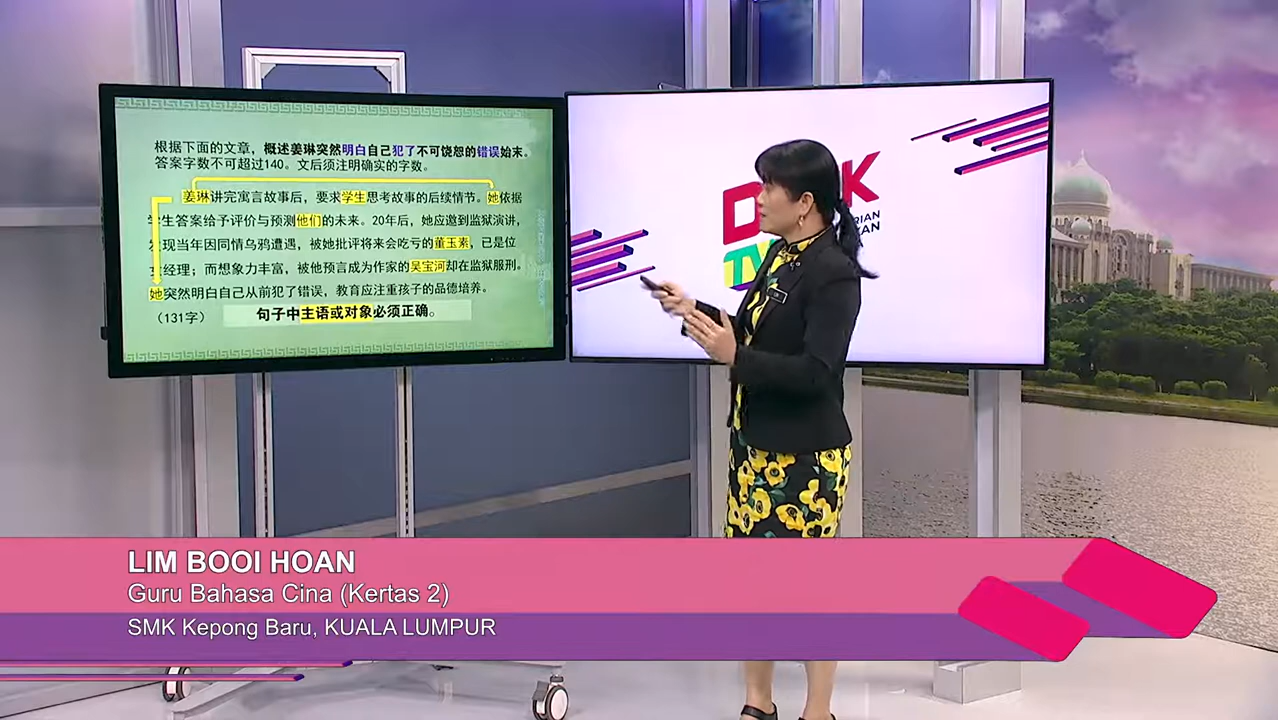 根据下面的文章，概述姜琳突然明白自己犯了不可饶恕的错误始末。
答案字数不可超过140。文后须注明确实的字数。
姜琳讲完寓言故事后，要求学生思考故事的后续情节。她依据
学生答案给予评价与预测他们的未来。20年后，她应邀到监狱演讲，
发现当年因同情乌鸦遭遇，被她批评将来会吃亏的董玉素，已是位
女经理；而想象力丰富，被他预言成为作家的吴宝河却在监狱服刑。
她突然明白自己从前犯了错误，教育应注重孩子的品德培养。
（131字）
句子中主语或对象必须正确。
D K
TV
LIM BOOI HOAN
Guru Bahasa Cina (Kertas 2)
SMK Kepong Baru, KUALA LUMPUR